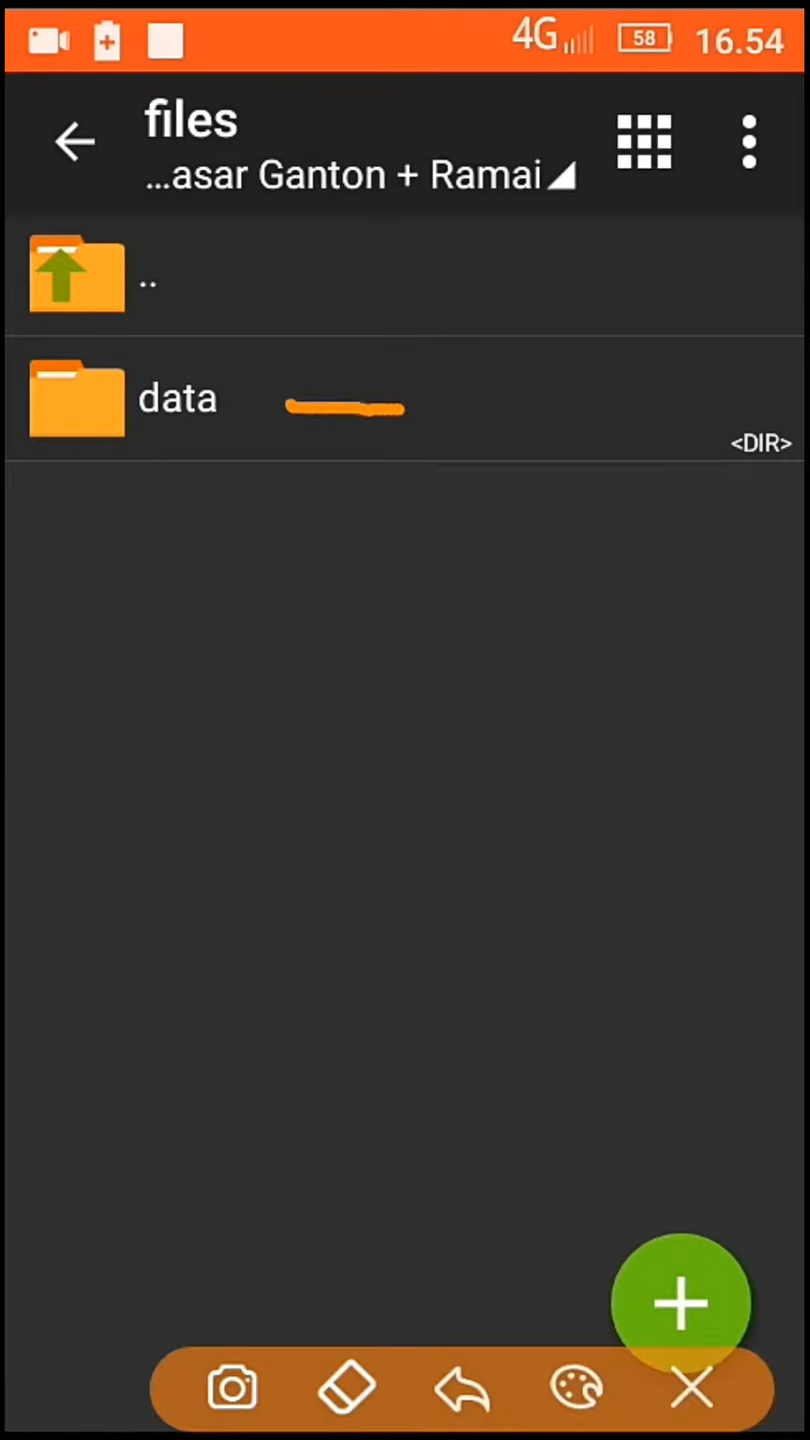 4G 58 16.54
files
...asar Ganton + Ramai
..
data
<DIR>